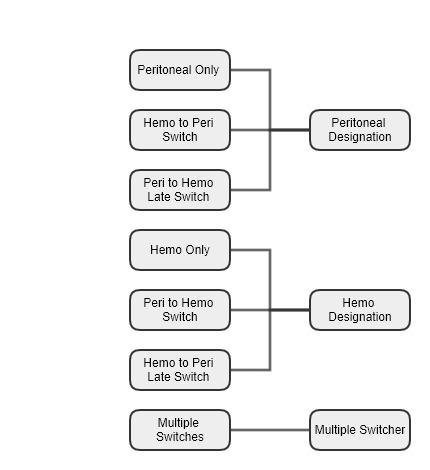 Peritoneal Only
Hemo to Peri
Switch
Peritoneal
Designation
Peri to Hemo
Late Switch
Hemo Only
Peri to Hemo
Switch
Hemo
Designation
Hemo to Peri
Late Switch
Multiple
Switches
Multiple Switcher